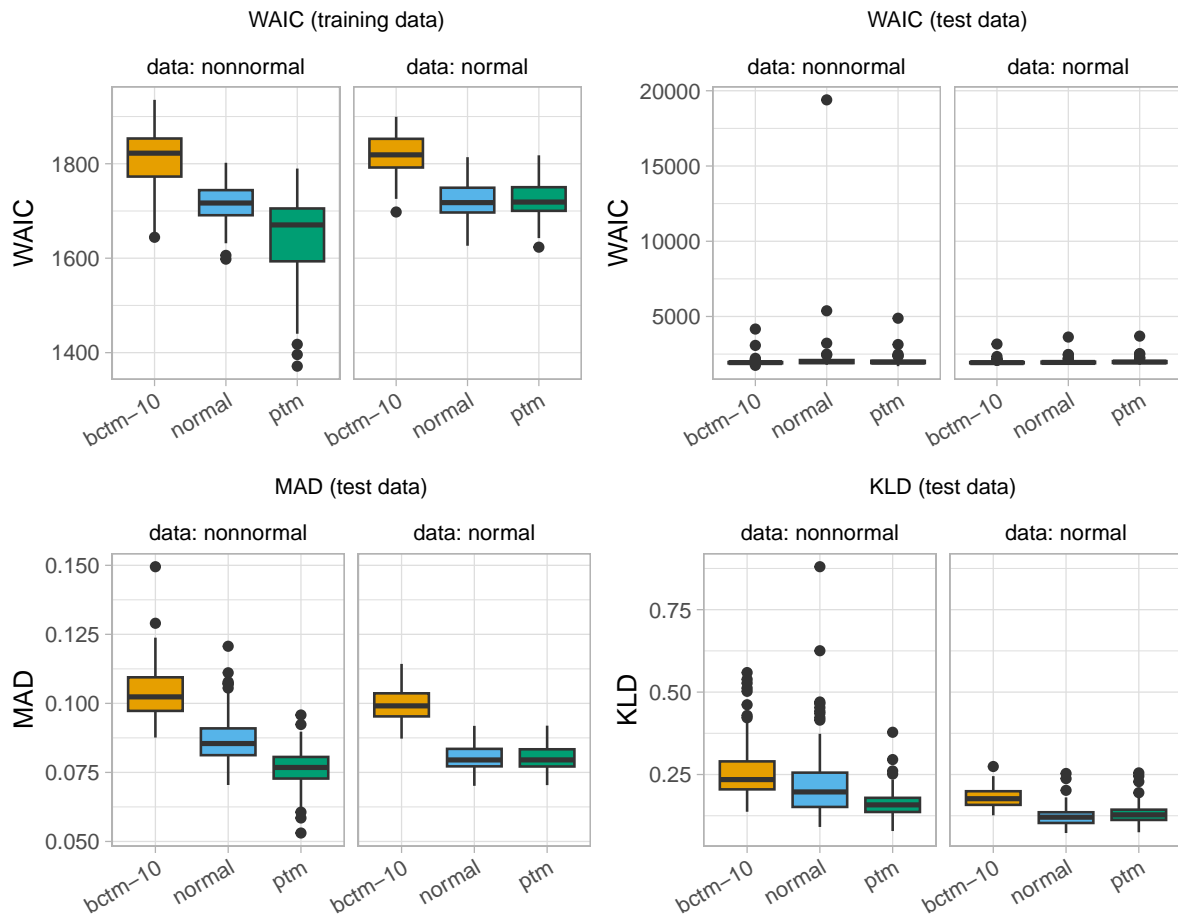 WAIC (training data)
data: nonnormal
data: normal
WAIC
1800
1600
1400
bctm−10
normal
ptm
bctm−10
normal
ptm
WAIC (test data)
data: nonnormal
data: normal
WAIC
20000
15000
10000
5000
bctm−10
normal
ptm
bctm−10
normal
ptm
MAD (test data)
data: nonnormal
data: normal
MAD
0.150
0.125
0.100
0.075
0.050
bctm−10
normal
ptm
bctm−10
normal
ptm
KLD (test data)
data: nonnormal
data: normal
KLD
0.75
0.50
0.25
bctm−10
normal
ptm
bctm−10
normal
ptm